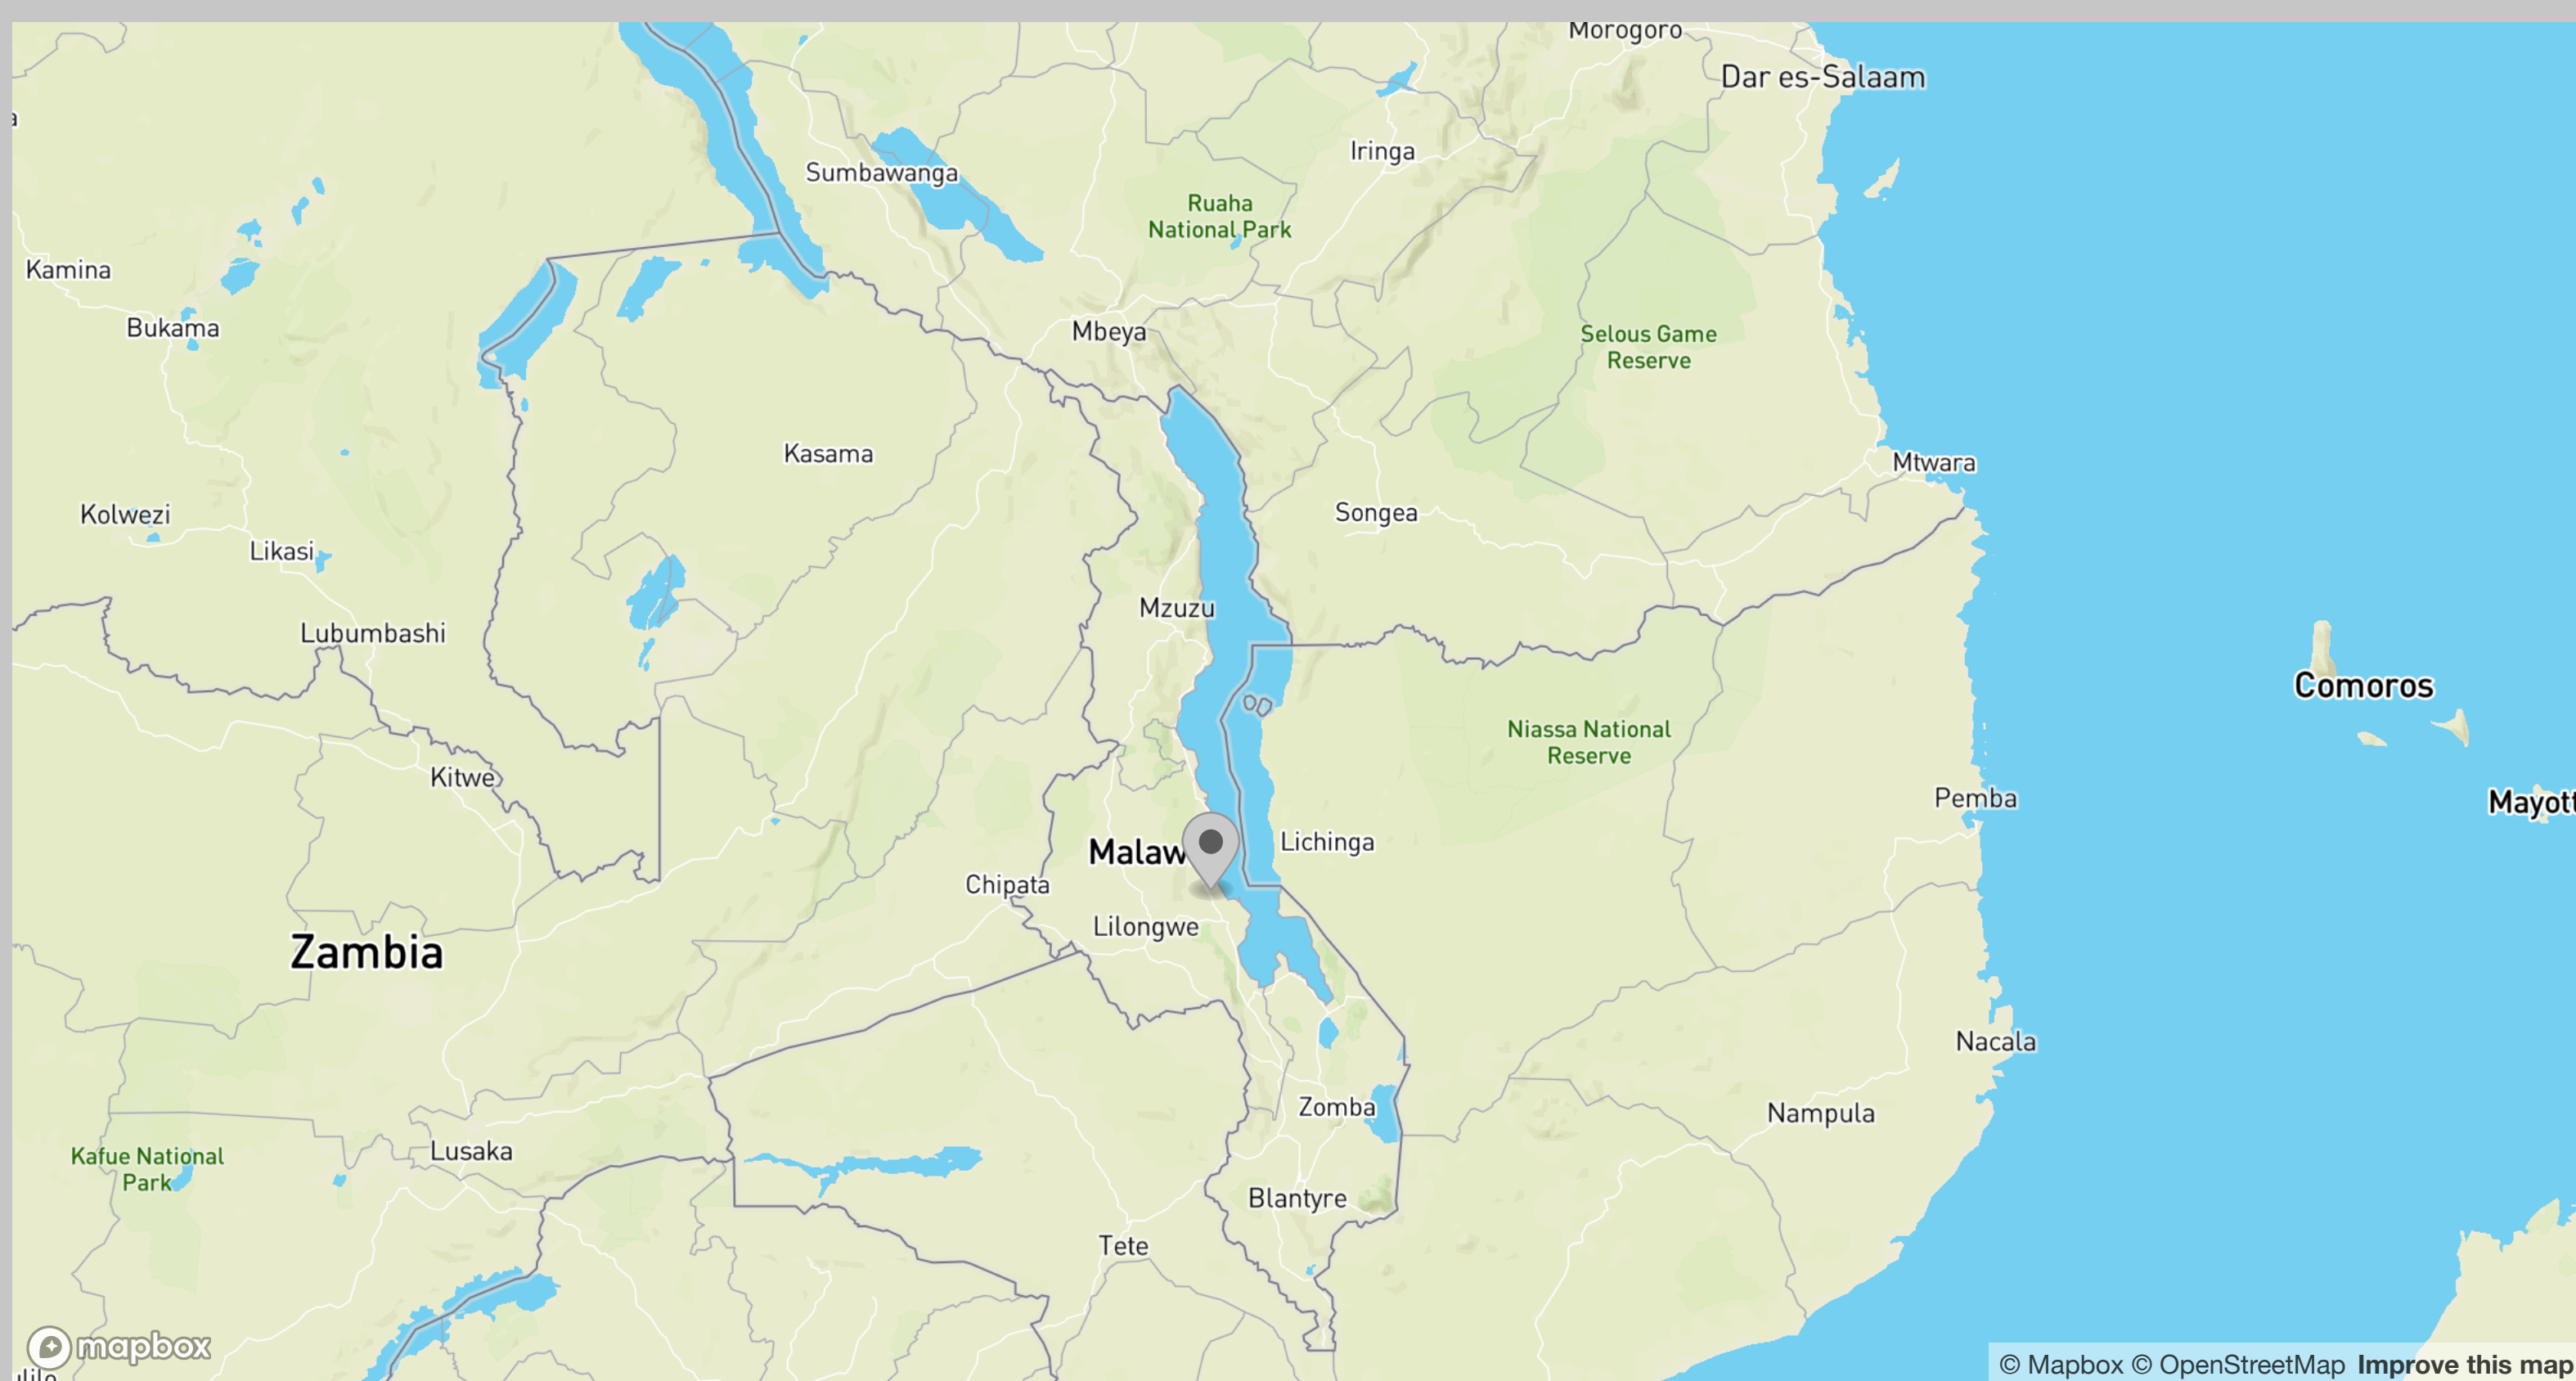 Morogoro
Dar es-Salaam
Iringa
Sumbawanga
Ruaha
National Park
Kamina
Bukama
Mbeya
Selous Game
Reserve
Kasama
Mtwara
Kolwezi
Songea
Likasi
Mzuzu
Lubumbashi
Comoros
Niassa National
Reserve
Kitwe
Pemba
Mayott
Malaw
Lichinga
Chipata
Lilongwe
Zambia
Nacala
Zomba
Nampula
Kafue National
Park
Lusaka
Blantyre
Tete
mapbox
© Mapbox © OpenStreetMap Improve this map